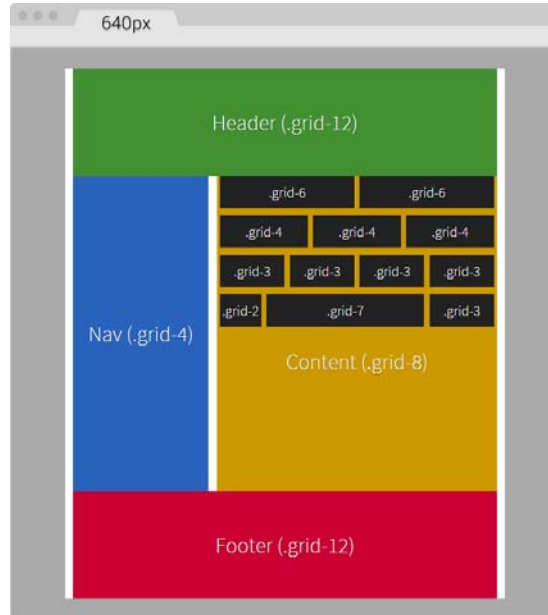 640px
Header (.grid-12)
.grid-6 .grid-6
.grid-4 .grid-4 .grid-4
.grid-3 .grid-3 .grid-3 .grid-3
.grid-2 .grid-7 .grid-3
Nav (.grid-4)
Content (.grid-8)
Footer (.grid-12)